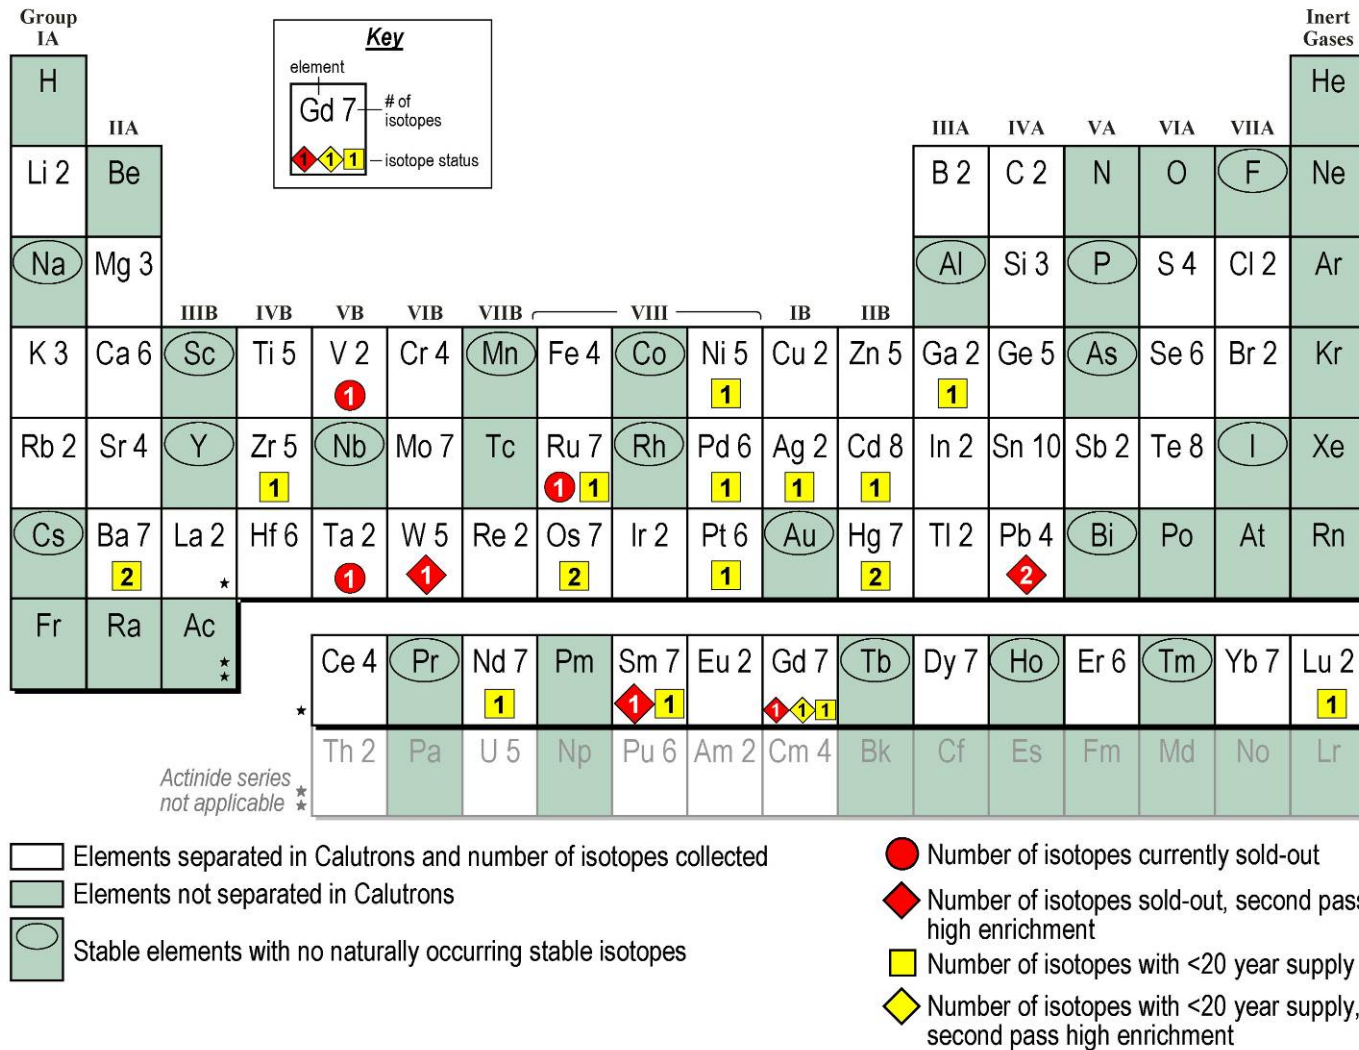 Group
IA
Inert
Gases
Key
element
Gd 7
# of
isotopes
1 1 1
isotope status
H
He
IIA
IIIA IVA VA VIA VIIA
Li 2 Be B 2 C 2 N O F Ne
Na Mg 3 Al Si 3 P S 4 Cl 2 Ar
IIIB IVB VB VIB VIIB VIII IB IIB
K 3 Ca 6 Sc Ti 5 V 2 Cr 4 Mn Fe 4 Co Ni 5 Cu 2 Zn 5 Ga 2 Ge 5 As Se 6 Br 2 Kr
1 1 1
Rb 2 Sr 4 Y Zr 5 Nb Mo 7 Tc Ru 7 Rh Pd 6 Ag 2 Cd 8 In 2 Sn 10 Sb 2 Te 8 I Xe
1 1 1 1 1 1
Cs Ba 7 La 2 Hf 6 Ta 2 W 5 Re 2 Os 7 Ir 2 Pt 6 Au Hg 7 Tl 2 Pb 4 Bi Po At Rn
2 1 1 2 1 2 2
Fr Ra Ac
Ce 4 Pr Nd 7 Pm Sm 7 Eu 2 Gd 7 Tb Dy 7 Ho Er 6 Tm Yb 7 Lu 2
1 1 1 1 1 1 1
Th 2 Pa U 5 Np Pu 6 Am 2 Cm 4 Bk Cf Es Fm Md No Lr
Actinide series
not applicable
Elements separated in Calutrons and number of isotopes collected
Elements not separated in Calutrons
Stable elements with no naturally occurring stable isotopes
Number of isotopes currently sold-out
Number of isotopes sold-out, second pass
high enrichment
Number of isotopes with <20 year supply
Number of isotopes with <20 year supply,
second pass high enrichment